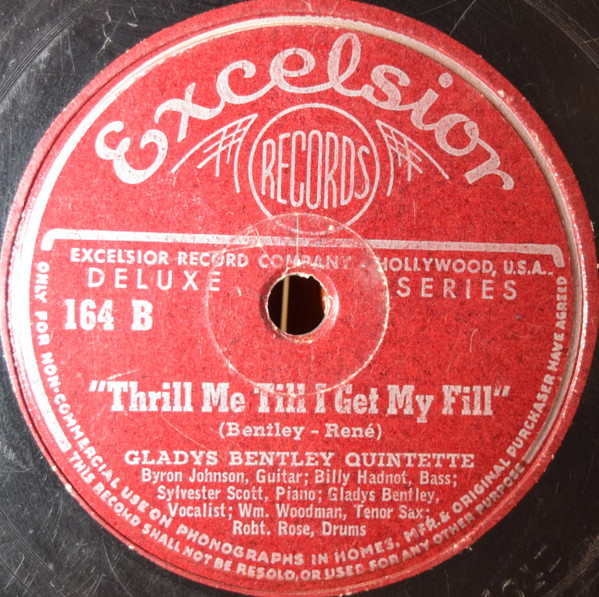 Excelsior
RECORDS
EXCELSIOR RECORD COMPANY, HOLLYWOOD, U.S.A.
DELUXE SERIES
164 B
"Thrill Me Till I Get My Fill"
(Bentley - René)
GLADYS BENTLEY QUINTETTE
Byron Johnson, Guitar; Billy Hadnot, Bass;
Sylvester Scott, Piano; Gladys Bentley,
Vocalist; Wm. Woodman, Tenor Sax;
Robt. Rose, Drums
ONLY FOR NON-COMMERCIAL USE ON PHONOGRAPHS IN HOMES. MFR. & ORIGINAL PURCHASER HAVE AGREED
THIS RECORD SHALL NOT BE RESOLD, OR USED FOR ANY OTHER PURPOSE